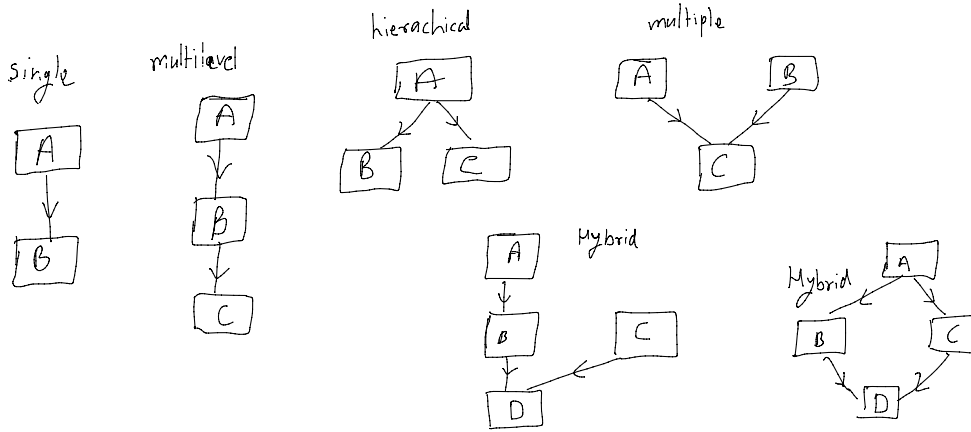 single
A
B
multilevel
A
B
C
hierachical
A
B C
multiple
A B
C
Hybrid
A
B C
D
Hybrid
A
B C
D